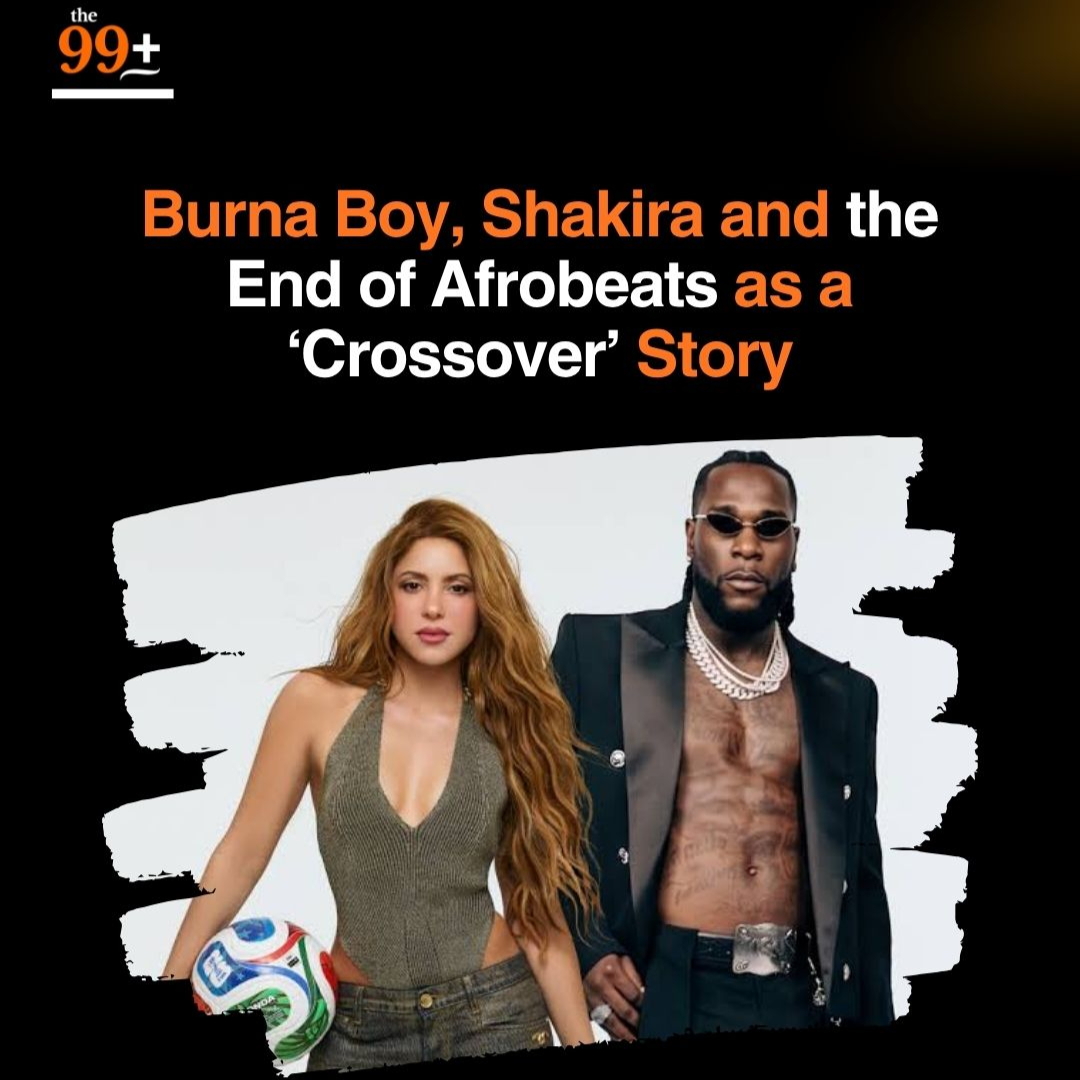 the
99±
Burna Boy, Shakira and the
End of Afrobeats as a
‘Crossover’ Story